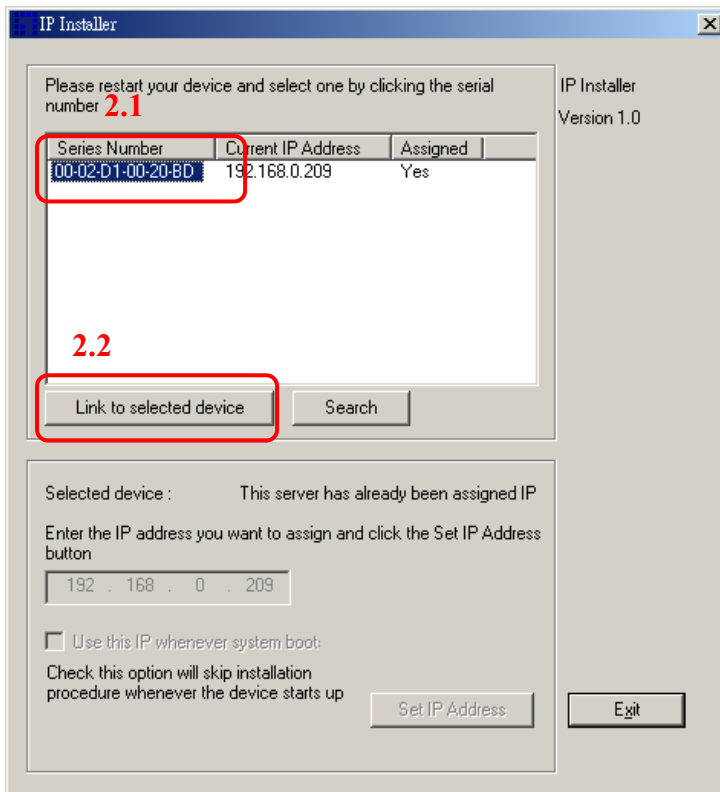 IP Installer
Please restart your device and select one by clicking the serial
number
2.1
IP Installer
Version 1.0
Series Number Current IP Address Assigned
00-02-D1-00-20-BD 192.168.0.209 Yes
2.2
Link to selected device Search
Selected device : This server has already been assigned IP
Enter the IP address you want to assign and click the Set IP Address
button
192 . 168 . 0 . 209
Use this IP whenever system boot
Check this option will skip installation
procedure whenever the device starts up
Set IP Address
Exit